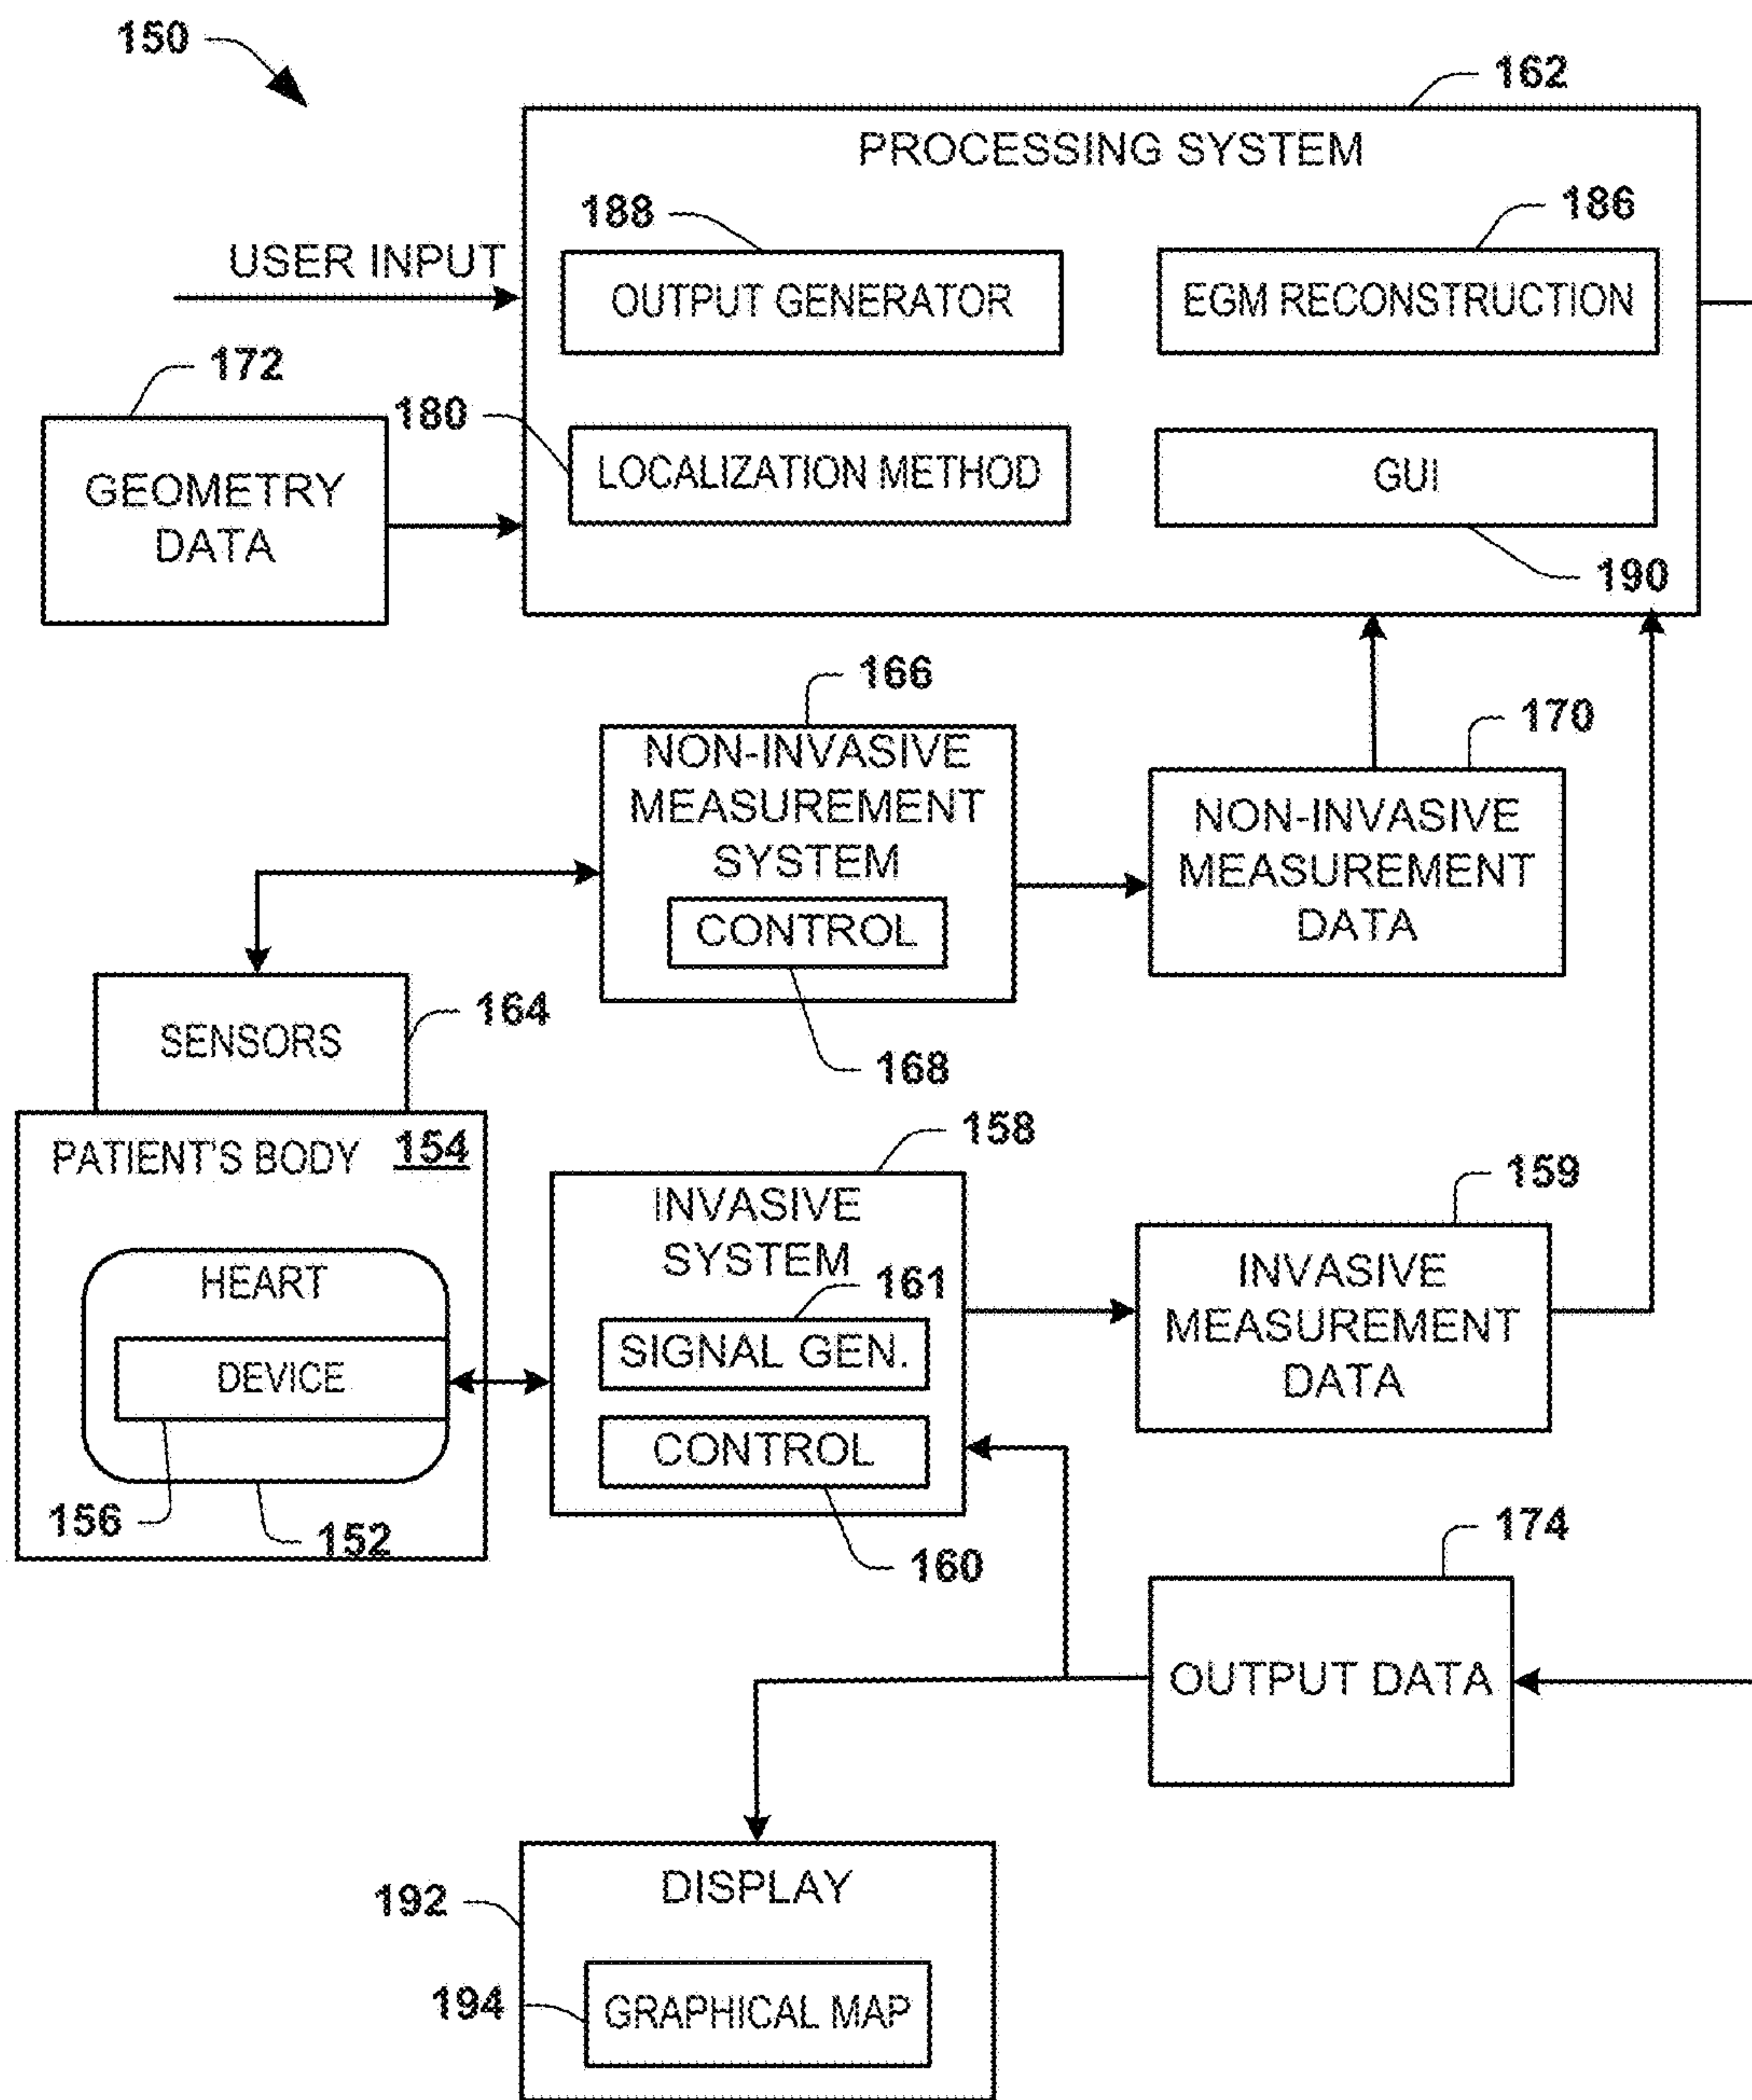 150
162
PROCESSING SYSTEM
188
186
USER INPUT
OUTPUT GENERATOR
EGM RECONSTRUCTION
172
180
GEOMETRY
DATA
LOCALIZATION METHOD
GUI
190
166
170
NON-INVASIVE
MEASUREMENT
SYSTEM
CONTROL
168
NON-INVASIVE
MEASUREMENT
DATA
SENSORS
164
PATIENT'S BODY 154
HEART
DEVICE
156
152
158
INVASIVE
SYSTEM
161
SIGNAL GEN.
CONTROL
160
159
INVASIVE
MEASUREMENT
DATA
174
OUTPUT DATA
192
DISPLAY
194
GRAPHICAL MAP